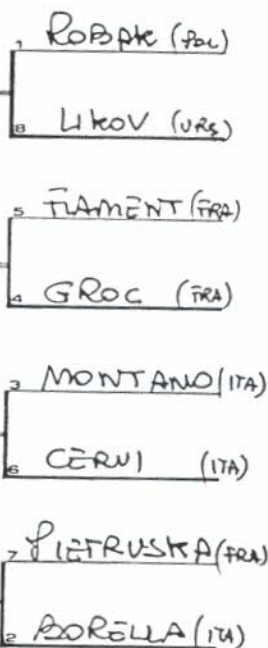 1 ROBAK (POL)
8 LIKOV (URS)
5 FLAMENT (FRA)
4 GROC (FRA)
3 MONTANO (ITA)
6 CERVI (ITA)
7 PIETRUSKA (FRA)
2 BORELLA (ITA)